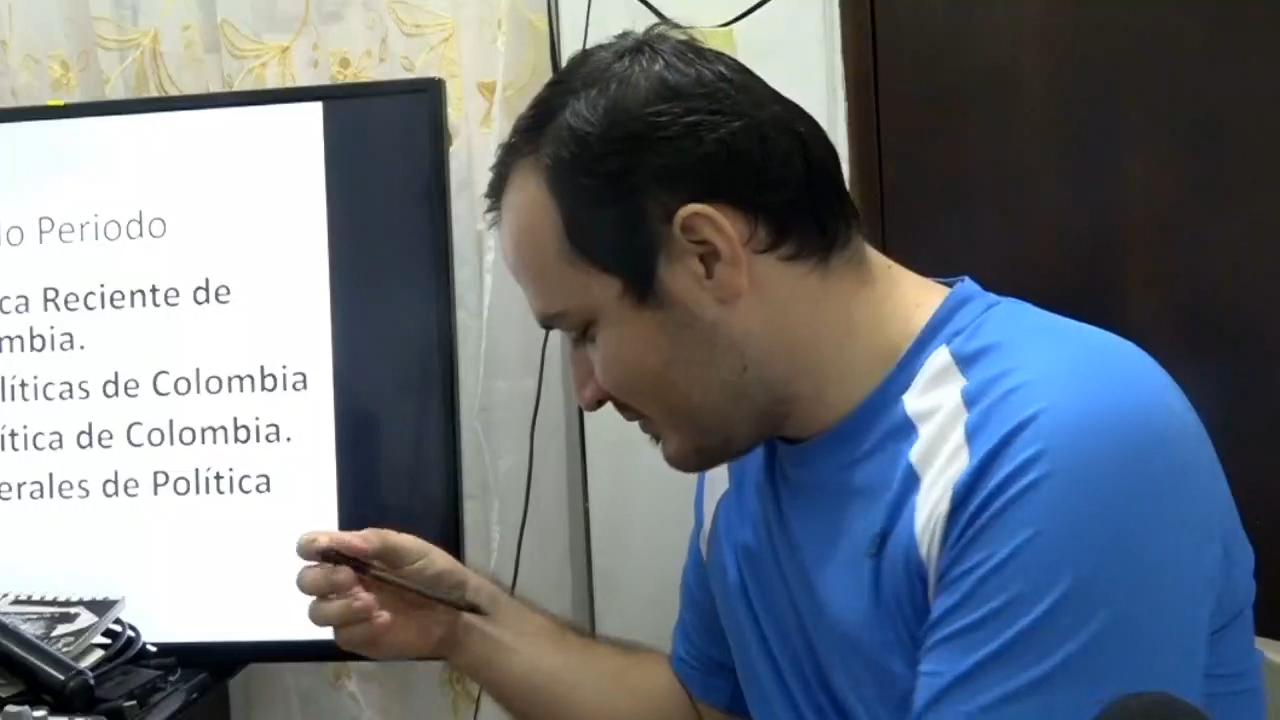 lo Periodo
ca Reciente de
mbia.
líticas de Colombia
ítica de Colombia.
erales de Política